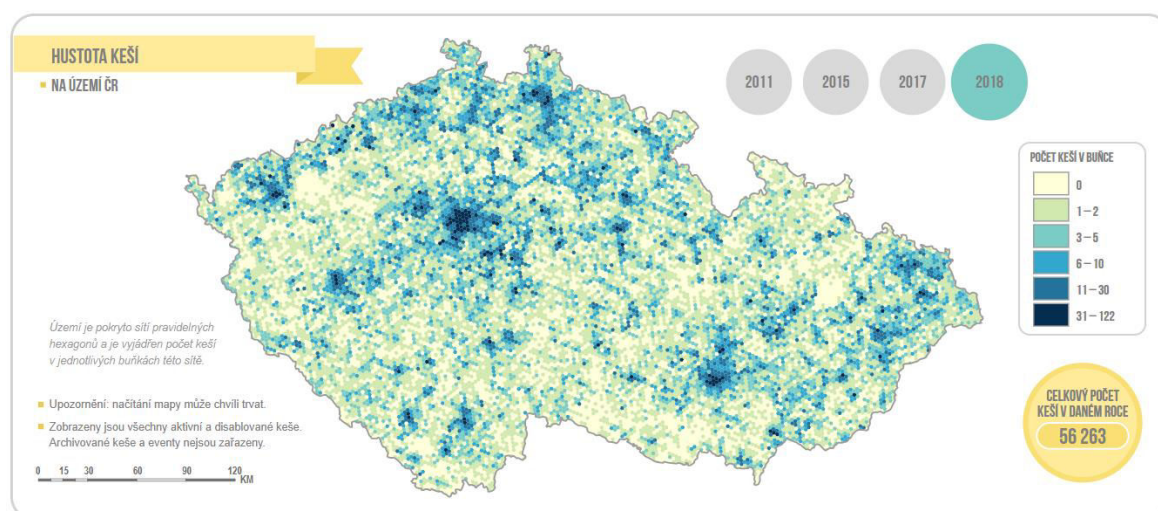 HUSTOTA KEŠÍ
NA ÚZEMÍ ČR
2011
2015
2017
2018
POČET KEŠÍ V BUŇCE
0
1 – 2
3 – 5
6 – 10
11 – 30
31 – 122
Území je pokryto sítí pravidelných
hexagonů a je vyjádřen počet keší
v jednotlivých buňkách této sítě.
Upozornění: načítání mapy může chvíli trvat.
Zobrazeny jsou všechny aktivní a disablované keše.
Archivované keše a eventy nejsou zařazeny.
0 15 30 60 90 120
KM
CELKOVÝ POČET
KEŠÍ V DANÉM ROCE
56 263